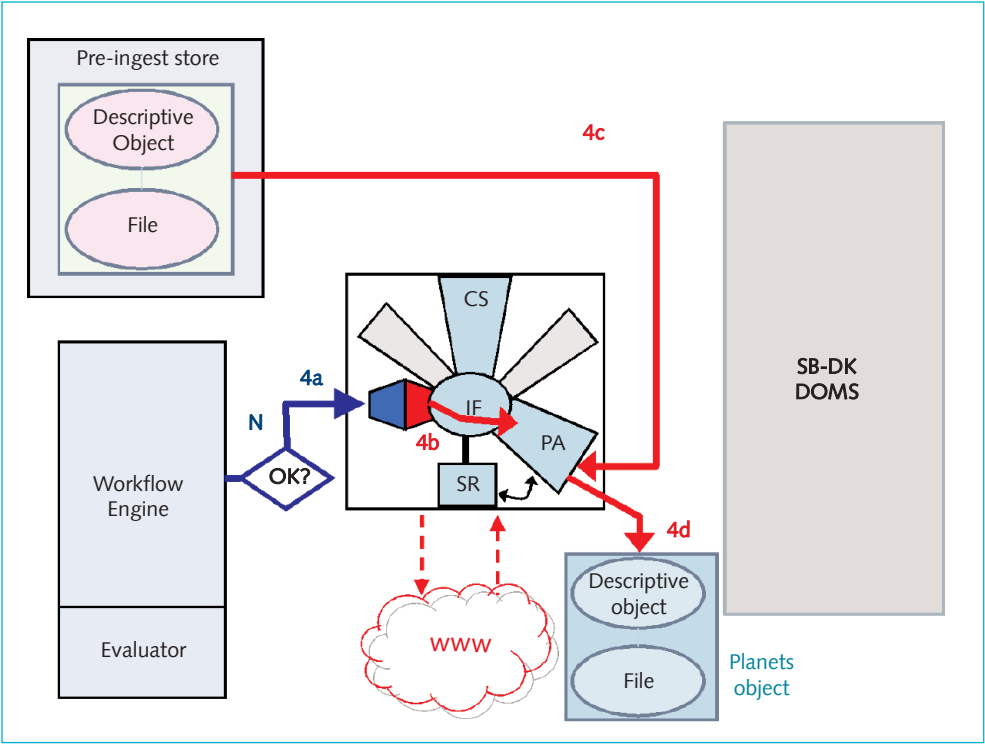 Pre-ingest store
Descriptive
Object
File
4c
CS
SB-DK
DOMS
4a
N
IF
4b
PA
OK?
SR
Workflow
Engine
4d
Descriptive
object
www
Evaluator
File
Planets
object